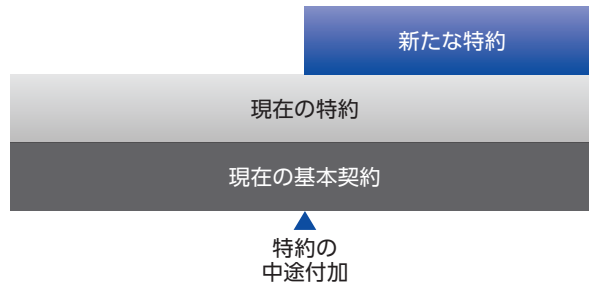 新たな特約
現在の特約
現在の基本契約
特約の
中途付加